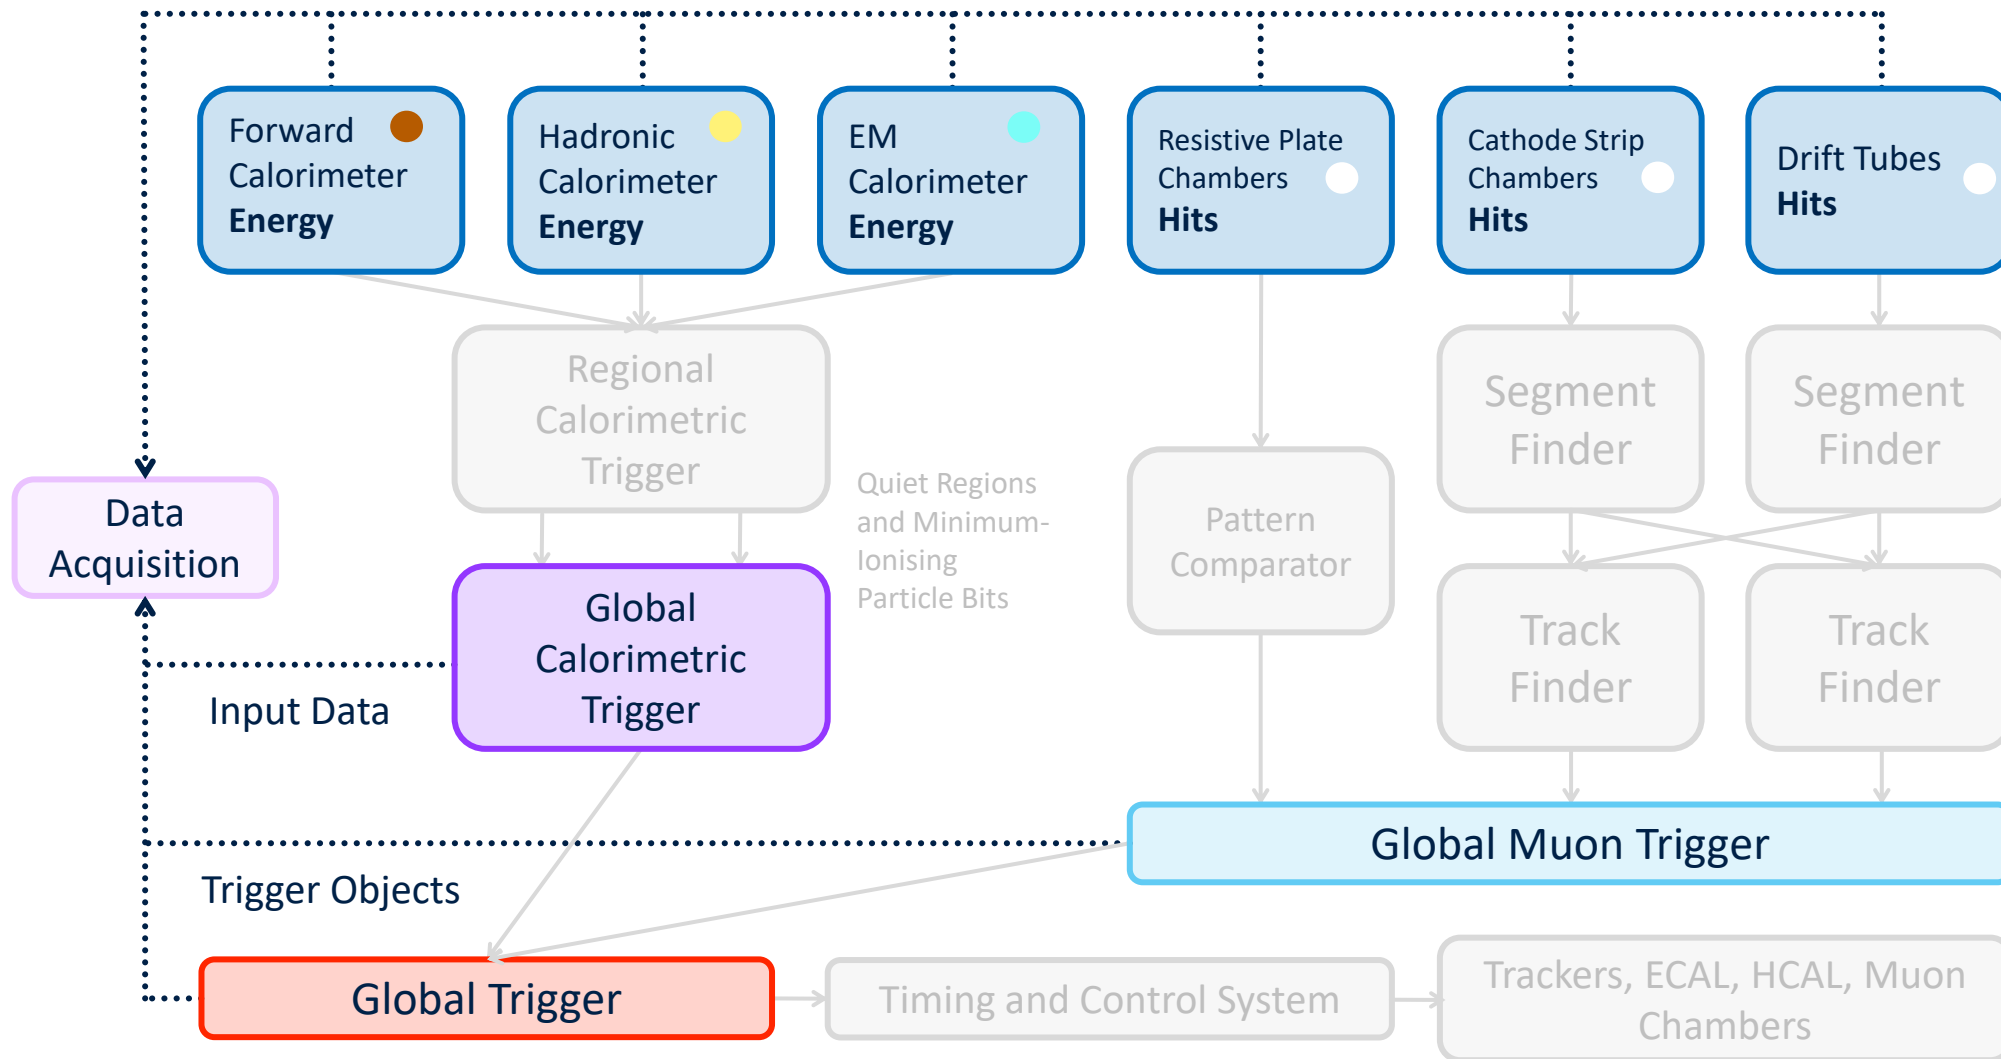 Forward
Calorimeter
Energy
Hadronic
Calorimeter
Energy
EM
Calorimeter
Energy
Resistive Plate
Chambers
Hits
Cathode Strip
Chambers
Hits
Drift Tubes
Hits
Regional
Calorimetric
Trigger
Segment
Finder
Segment
Finder
Quiet Regions
and Minimum-
Ionising
Particle Bits
Pattern
Comparator
Data
Acquisition
Global
Calorimetric
Trigger
Track
Finder
Track
Finder
Input Data
Global Muon Trigger
Trigger Objects
Global Trigger
Timing and Control System
Trackers, ECAL, HCAL, Muon
Chambers